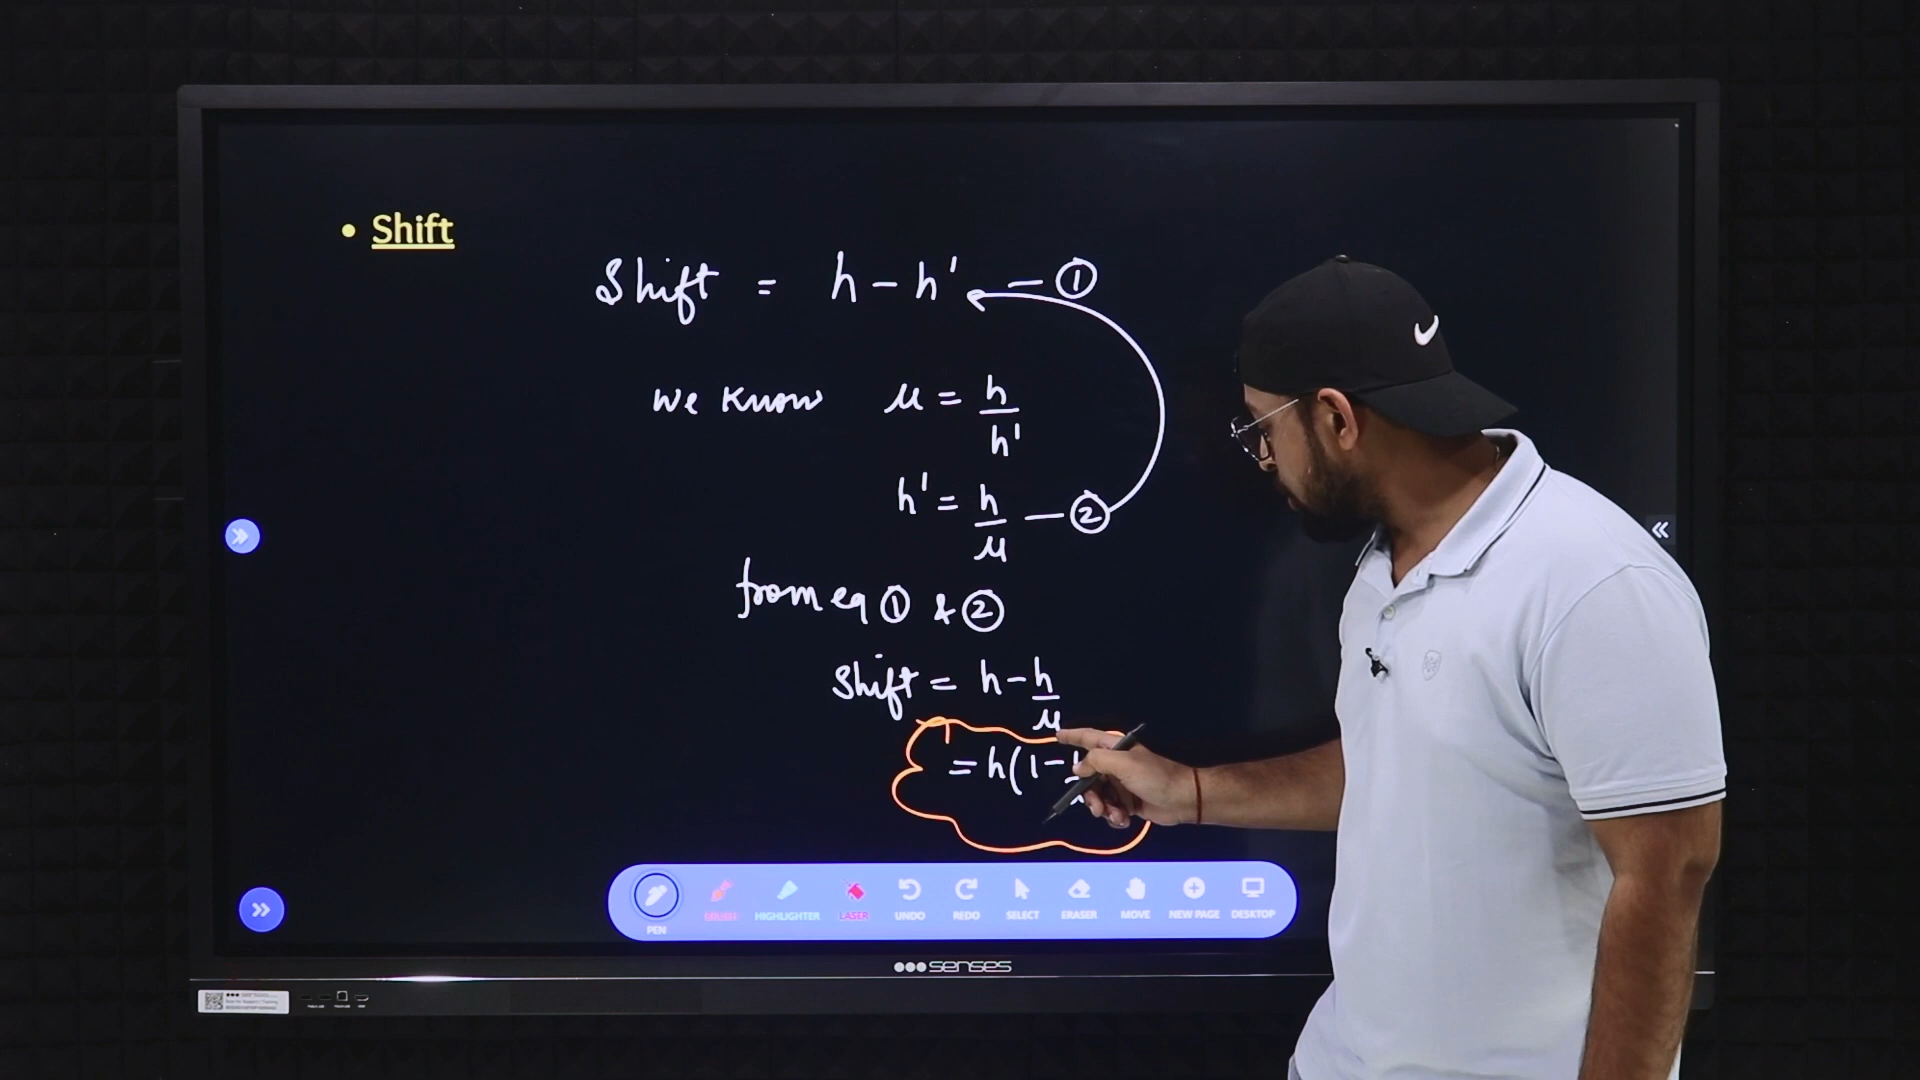 • Shift
Shift = h - h' - ①
We know μ = h/h'
h' = h/μ - ②
from eq ① & ②
Shift = h - h/μ
= h(1 -
PEN
BRUSH
HIGHLIGHTER
LASER
UNDO
REDO
SELECT
ERASER
MOVE
NEW PAGE
DESKTOP
senses